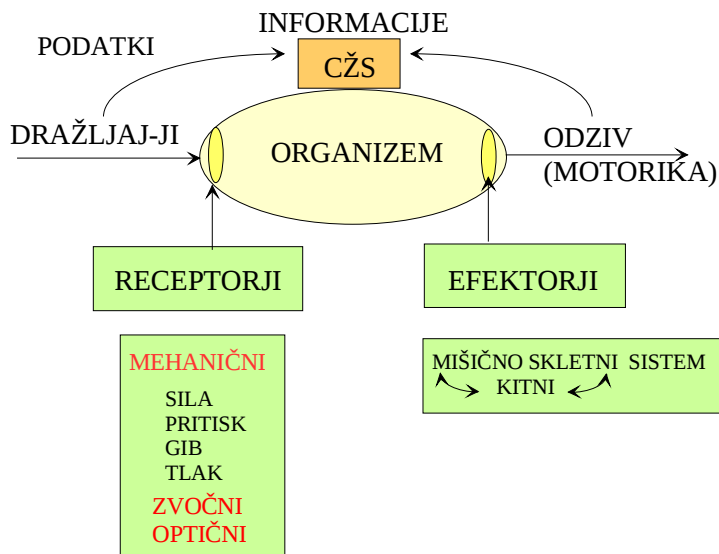 INFORMACIJE
PODATKI
CŽS
DRAŽLJAJ-JI
ORGANIZEM
ODZIV
(MOTORIKA)
RECEPTORJI
EFEKTORJI
MEHANIČNI
SILA
PRITISK
GIB
TLAK
ZVOČNI
OPTIČNI
MIŠIČNO SKLETNI SISTEM
KITNI